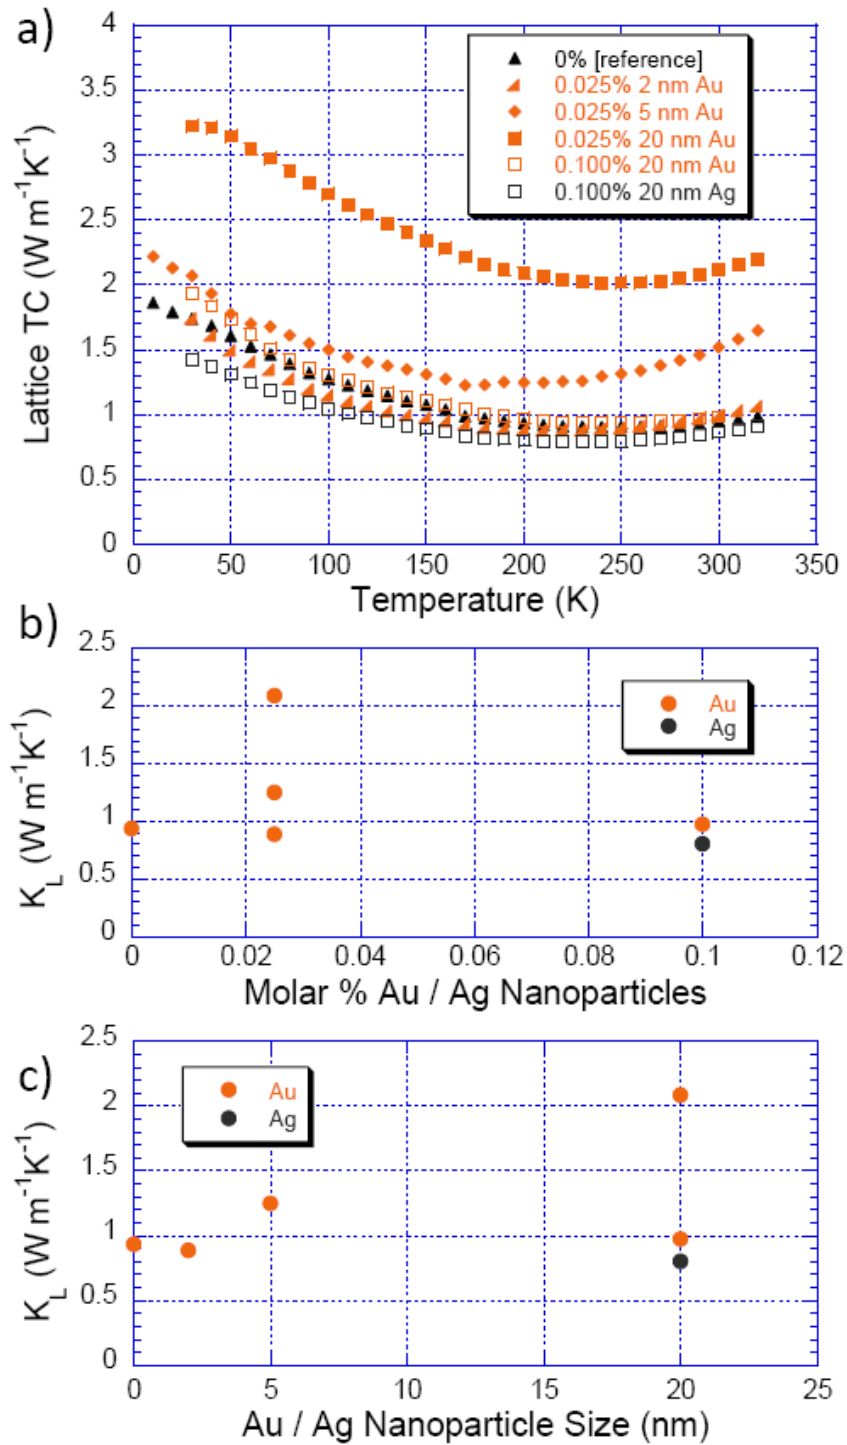 a)
4
3.5
3
2.5
2
1.5
1
0.5
0
Lattice TC (W m⁻¹K⁻¹)
0% [reference]
0.025% 2 nm Au
0.025% 5 nm Au
0.025% 20 nm Au
0.100% 20 nm Au
0.100% 20 nm Ag
0 50 100 150 200 250 300 350
Temperature (K)
b)
2.5
2
1.5
1
0.5
0
K_L (W m⁻¹K⁻¹)
Au
Ag
0 0.02 0.04 0.06 0.08 0.1 0.12
Molar % Au / Ag Nanoparticles
c)
2.5
2
1.5
1
0.5
0
K_L (W m⁻¹K⁻¹)
Au
Ag
0 5 10 15 20 25
Au / Ag Nanoparticle Size (nm)